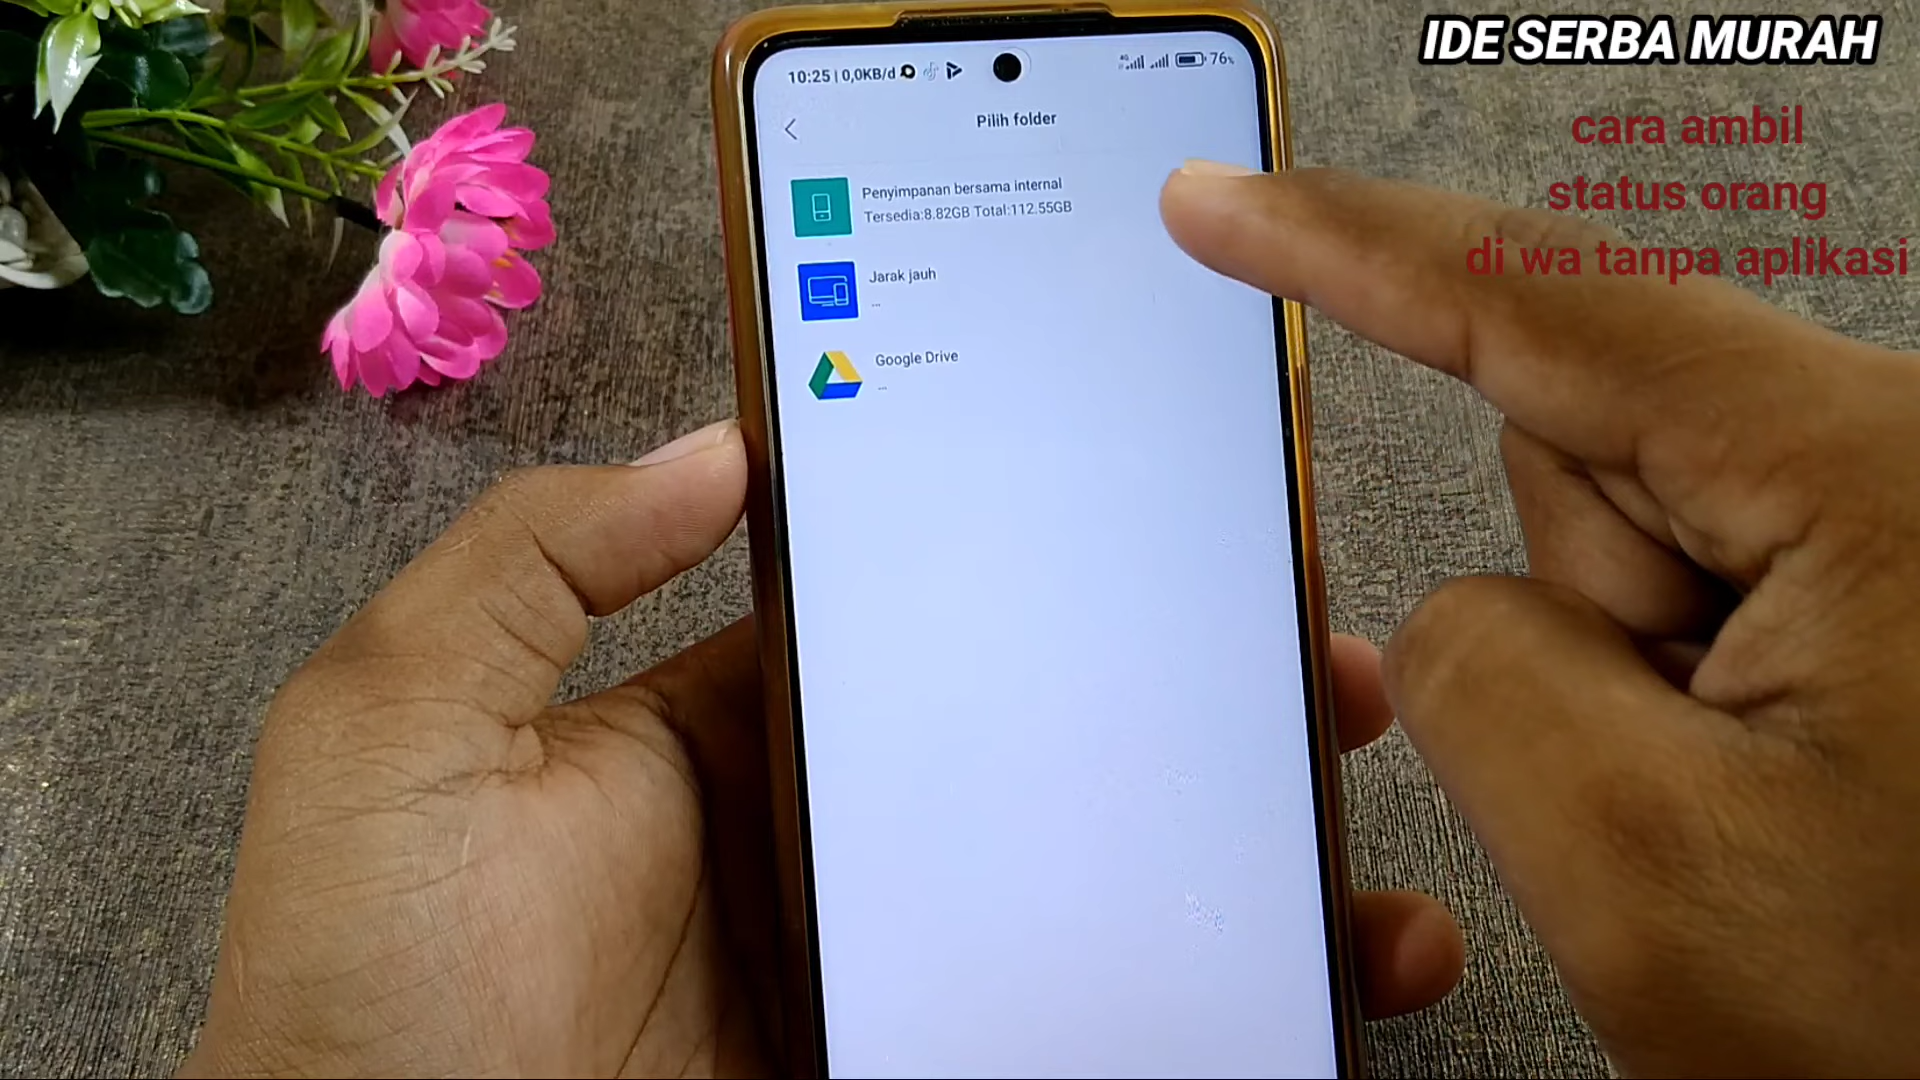 IDE SERBA MURAH
cara ambil
status orang
di wa tanpa aplikasi
10:25 | 0,0KB/d
76%
Pilih folder
Penyimpanan bersama internal
Tersedia:8.82GB Total:112.55GB
Jarak jauh
...
Google Drive
...